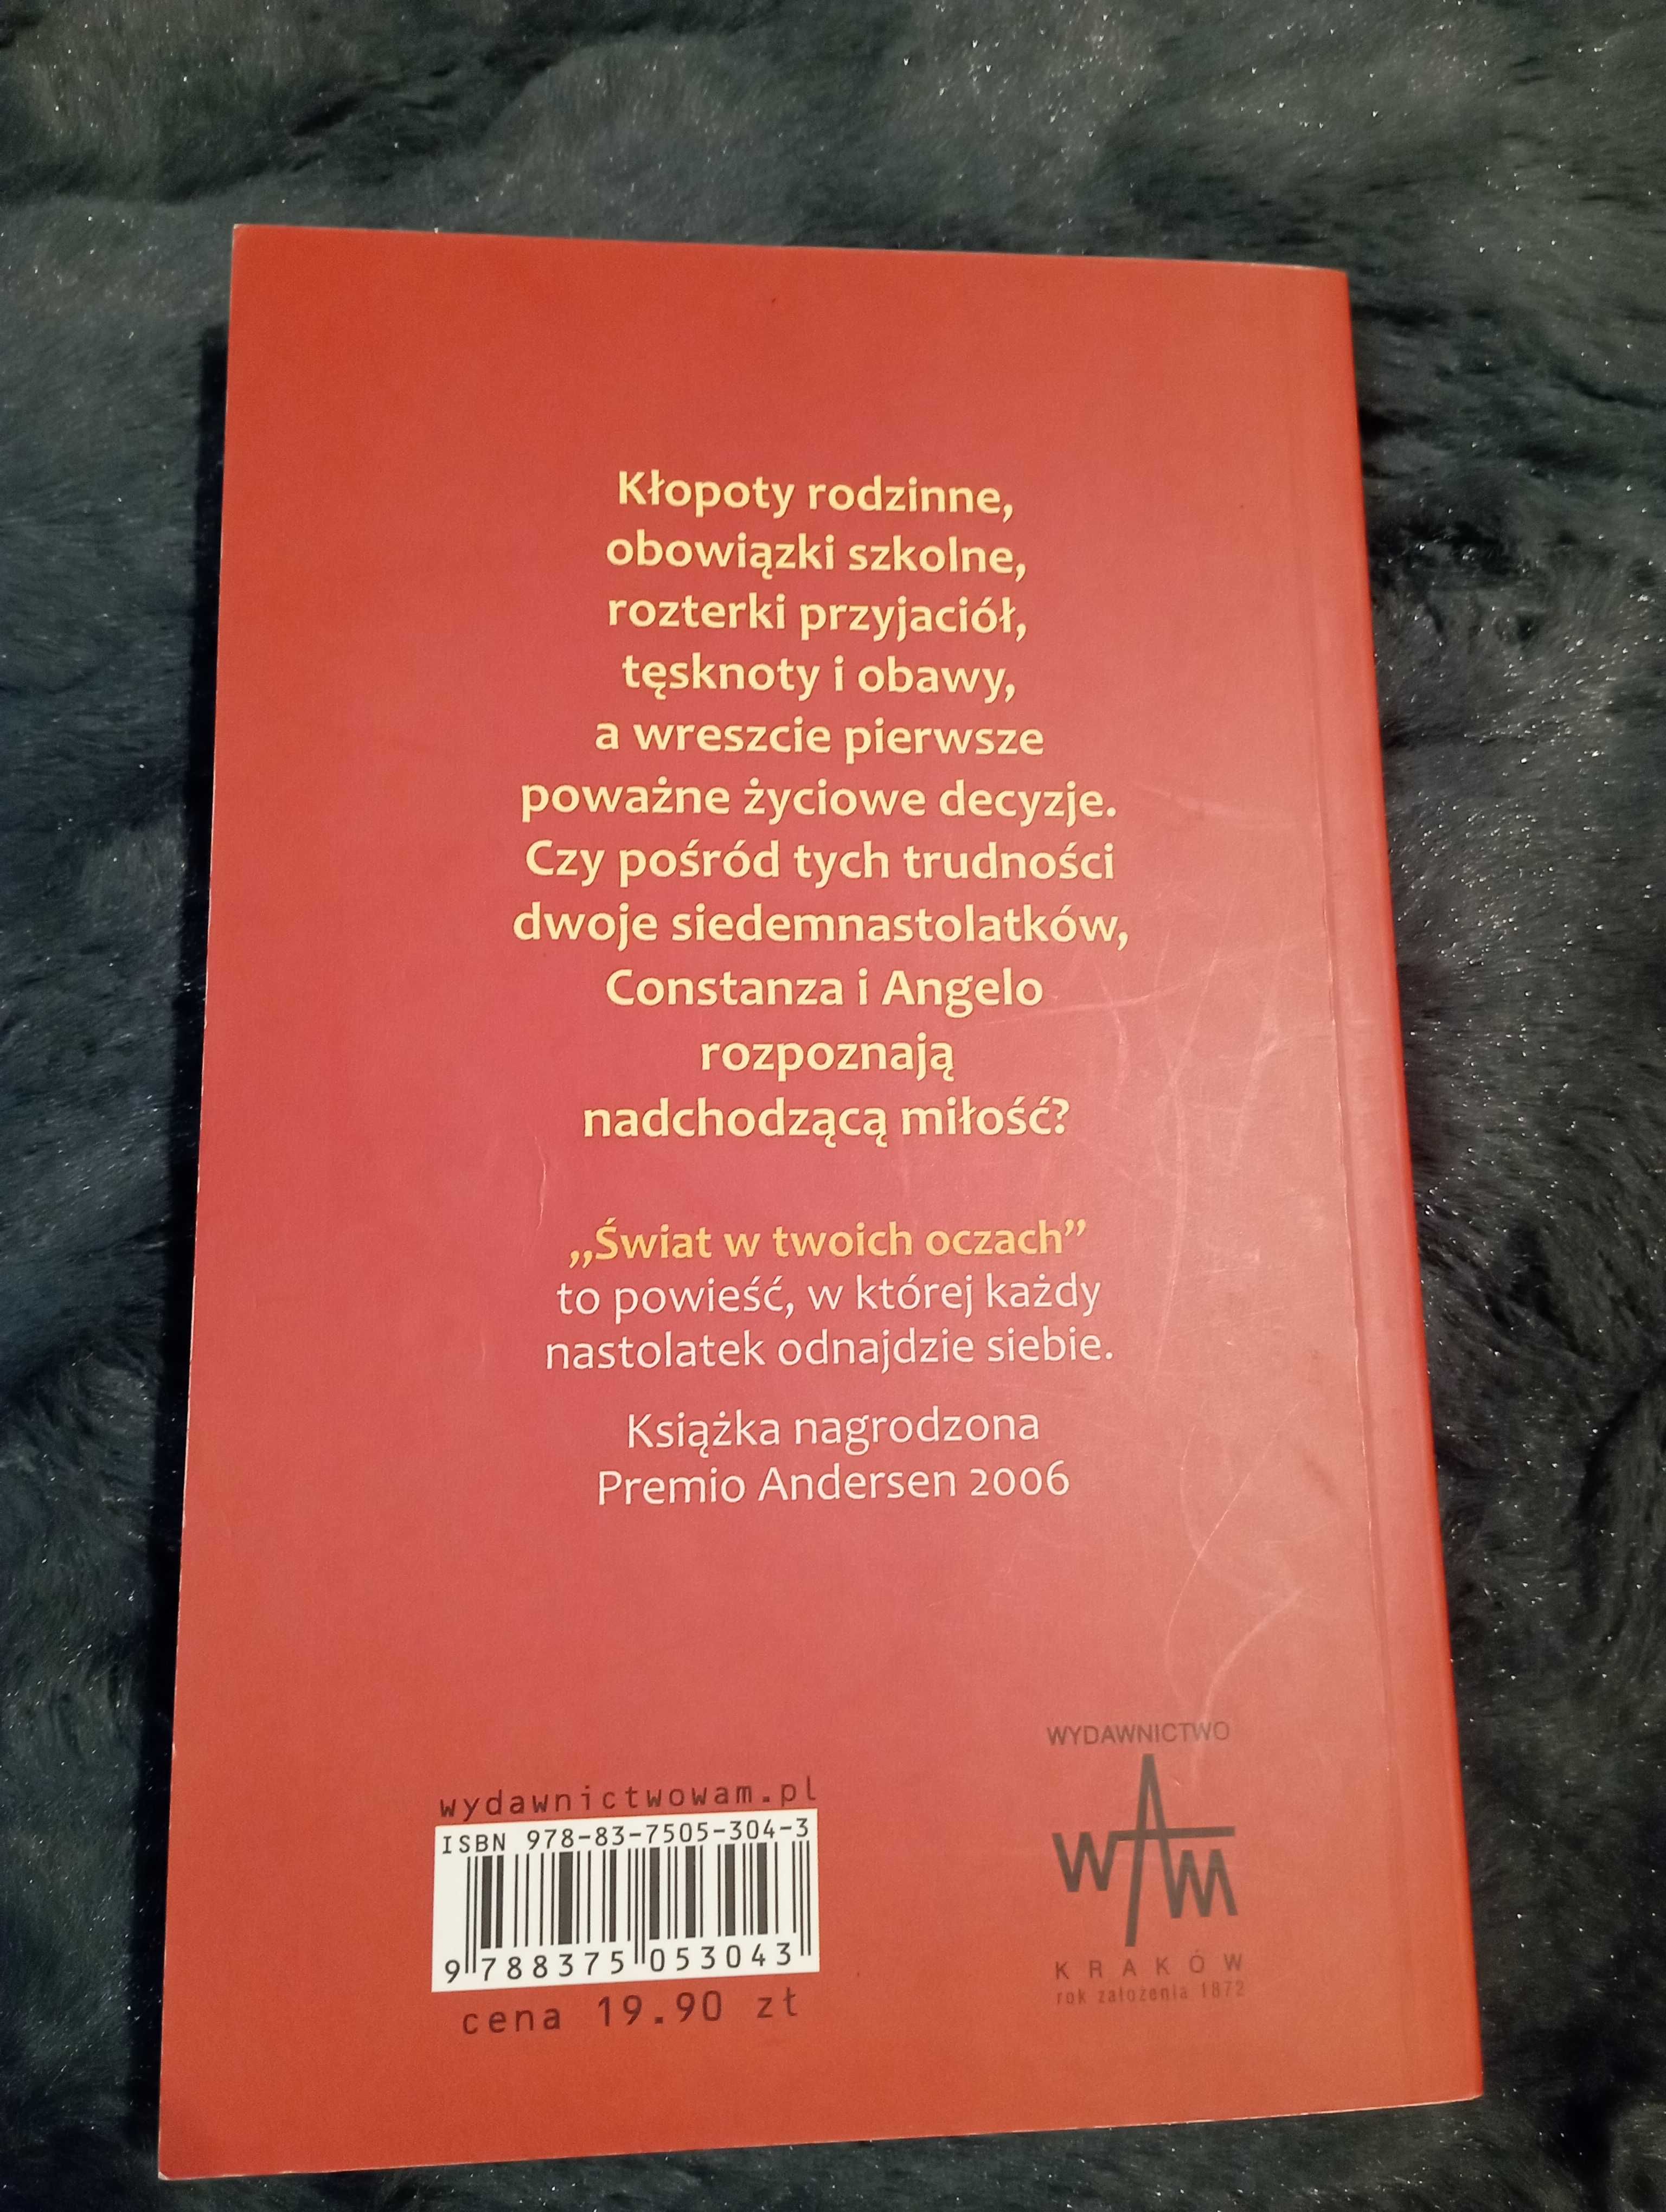 Kłopoty rodzinne,
obowiązki szkolne,
rozterki przyjaciół,
tęsknoty i obawy,
a wreszcie pierwsze
poważne życiowe decyzje.
Czy pośród tych trudności
dwoje siedemnastolatków,
Constanza i Angelo
rozpoznają
nadchodzącą miłość?
„Świat w twoich oczach”
to powieść, w której każdy
nastolatek odnajdzie siebie.
Książka nagrodzona
Premio Andersen 2006
wydawnictwowam.pl
ISBN 978-83-7505-304-3
9 788375 053043
cena 19.90 zł
WYDAWNICTWO
WAM
KRAKÓW
rok założenia 1872